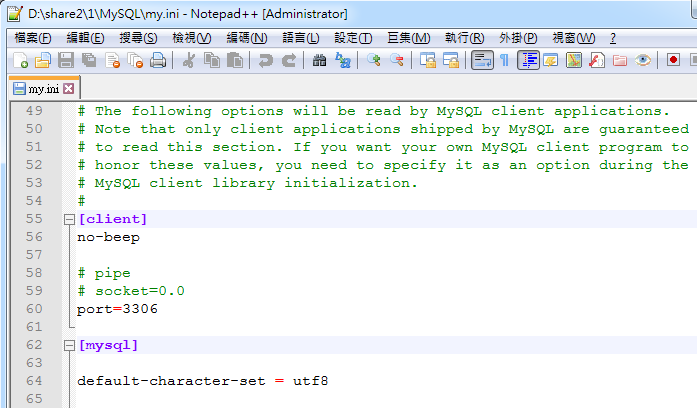 D:\share2\1\MySQL\my.ini - Notepad++ [Administrator]
檔案(F) 編輯(E) 搜尋(S) 檢視(V) 編碼(N) 語言(L) 設定(T) 巨集(M) 執行(R) 外掛(P) 視窗(W) ?
my.ini
49 # The following options will be read by MySQL client applications.
50 # Note that only client applications shipped by MySQL are guaranteed
51 # to read this section. If you want your own MySQL client program to
52 # honor these values, you need to specify it as an option during the
53 # MySQL client library initialization.
54 #
55 [client]
56 no-beep
57
58 # pipe
59 # socket=0.0
60 port=3306
61
62 [mysql]
63
64 default-character-set = utf8
65